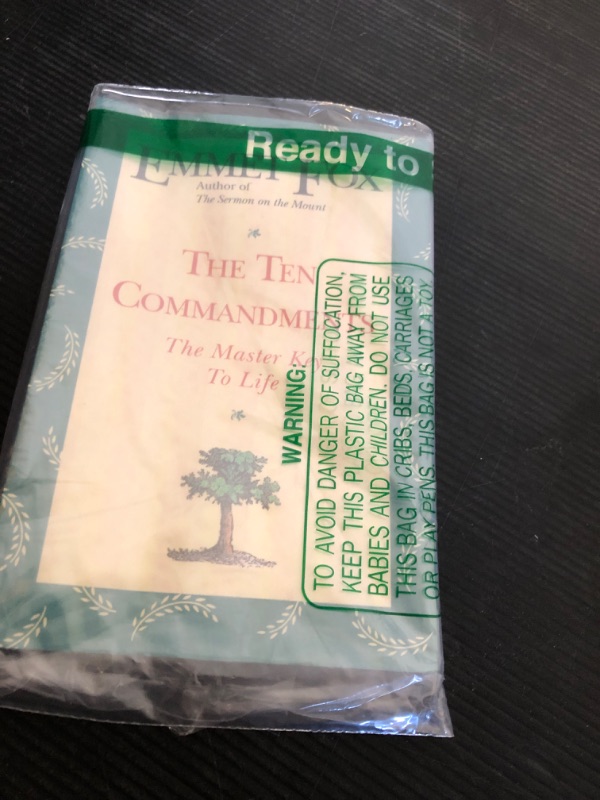 Ready to
EMMET FOX
Author of
The Sermon on the Mount
THE TEN
COMMANDMENTS
The Master Key
To Life
WARNING:
TO AVOID DANGER OF SUFFOCATION,
KEEP THIS PLASTIC BAG AWAY FROM
BABIES AND CHILDREN. DO NOT USE
THIS BAG IN CRIBS, BEDS, CARRIAGES
OR PLAY PENS. THIS BAG IS NOT A TOY.